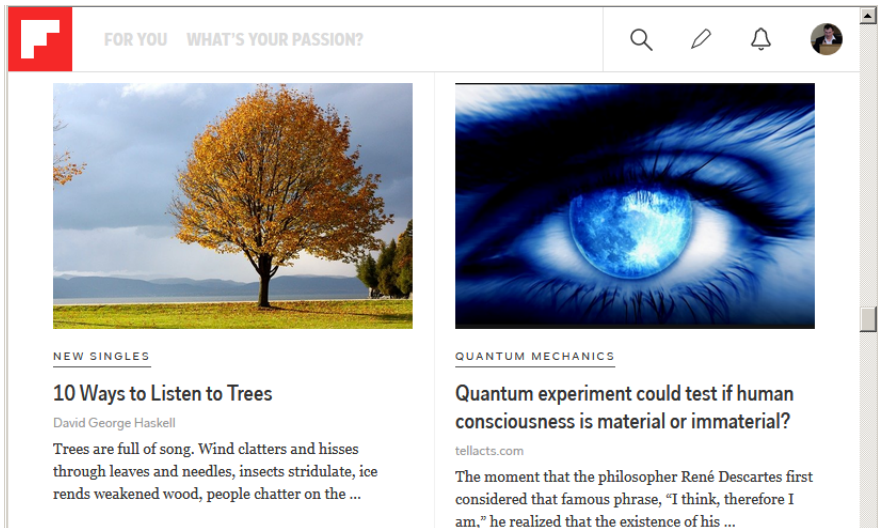 FOR YOU WHAT'S YOUR PASSION?
NEW SINGLES
10 Ways to Listen to Trees
David George Haskell
Trees are full of song. Wind clatters and hisses
through leaves and needles, insects stridulate, ice
rends weakened wood, people chatter on the ...
QUANTUM MECHANICS
Quantum experiment could test if human
consciousness is material or immaterial?
tellacts.com
The moment that the philosopher René Descartes first
considered that famous phrase, “I think, therefore I
am,” he realized that the existence of his ...